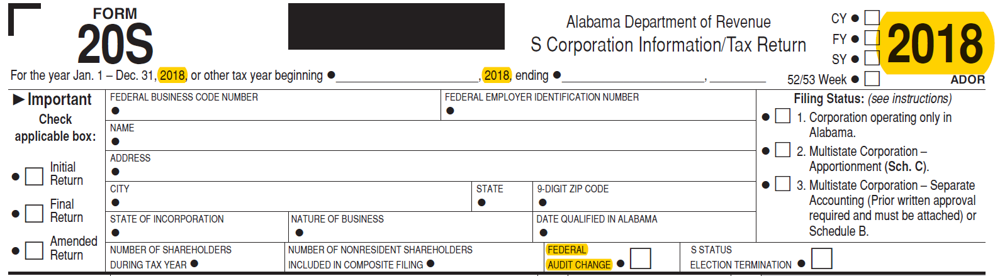 FORM
20S
Alabama Department of Revenue
S Corporation Information/Tax Return
CY ● ☐
FY ● ☐
SY ● ☐
52/53 Week ● ☐
2018
ADOR
For the year Jan. 1 – Dec. 31, 2018, or other tax year beginning ●____________________, 2018, ending ●____________________, ________
►Important
Check
applicable box:
● ☐ Initial
Return
● ☐ Final
Return
● ☐ Amended
Return
FEDERAL BUSINESS CODE NUMBER
●
FEDERAL EMPLOYER IDENTIFICATION NUMBER
●
NAME
●
ADDRESS
●
CITY
●
STATE
●
9-DIGIT ZIP CODE
●
STATE OF INCORPORATION
●
NATURE OF BUSINESS
●
DATE QUALIFIED IN ALABAMA
●
NUMBER OF SHAREHOLDERS
DURING TAX YEAR ●
NUMBER OF NONRESIDENT SHAREHOLDERS
INCLUDED IN COMPOSITE FILING ●
FEDERAL
AUDIT CHANGE ● ☐
S STATUS
ELECTION TERMINATION ● ☐
Filing Status: (see instructions)
● ☐ 1. Corporation operating only in
Alabama.
● ☐ 2. Multistate Corporation –
Apportionment (Sch. C).
● ☐ 3. Multistate Corporation – Separate
Accounting (Prior written approval
required and must be attached) or
Schedule B.